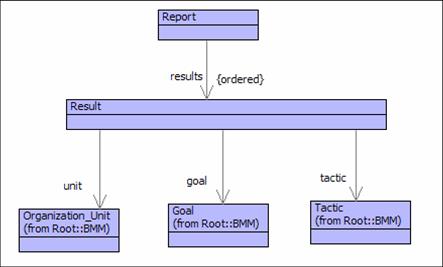 Report
results {ordered}
Result
unit
goal
tactic
Organization_Unit
(from Root::BMM)
Goal
(from Root::BMM)
Tactic
(from Root::BMM)